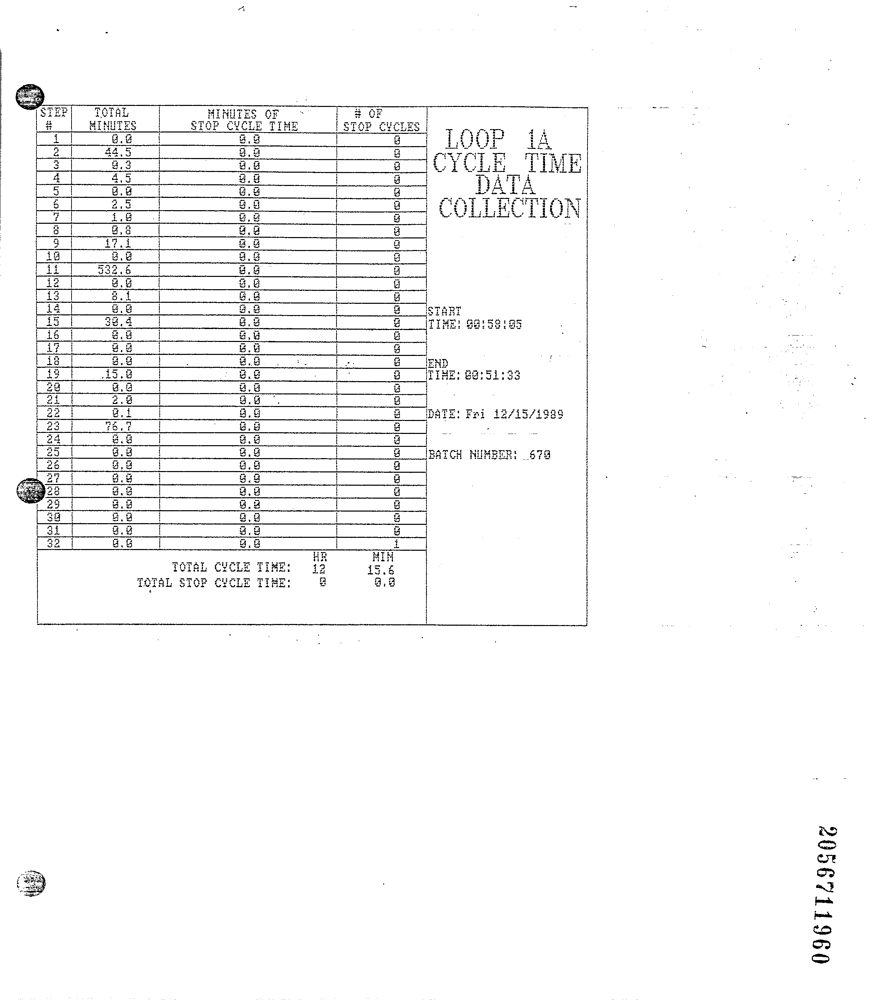 STEP TOTAL MINUTES OF # OF
# MINUTES STOP CYCLE TIME STOP CYCLES
1 0.0 0.0 0
2 44.5 0.0 0
3 0.3 0.0 0
4 4.5 0.0 0
5 0.0 0.0 0
6 2.5 0.0 0
7 1.0 0.0 0
8 0.8 0.0 0
9 17.1 0.0 0
10 0.0 0.0 0
11 532.6 0.0 0
12 0.0 0.0 0
13 8.1 0.0 0
14 0.0 0.0 0
15 30.4 0.0 0
16 0.0 0.0 0
17 0.0 0.0 0
18 0.0 0.0 0
19 15.0 0.0 0
20 0.0 0.0 0
21 2.0 0.0 0
22 0.1 0.0 0
23 76.7 0.0 0
24 0.0 0.0 0
25 0.0 0.0 0
26 0.0 0.0 0
27 0.0 0.0 0
28 0.0 0.0 0
29 0.0 0.0 0
30 0.0 0.0 0
31 0.0 0.0 0
32 0.0 0.0 1
HR MIN
TOTAL CYCLE TIME: 12 15.6
TOTAL STOP CYCLE TIME: 0 0.0
LOOP 1A
CYCLE TIME
DATA
COLLECTION
START
TIME: 00:58:05
END
TIME: 00:51:33
DATE: Fri 12/15/1989
BATCH NUMBER: 670
2056711960